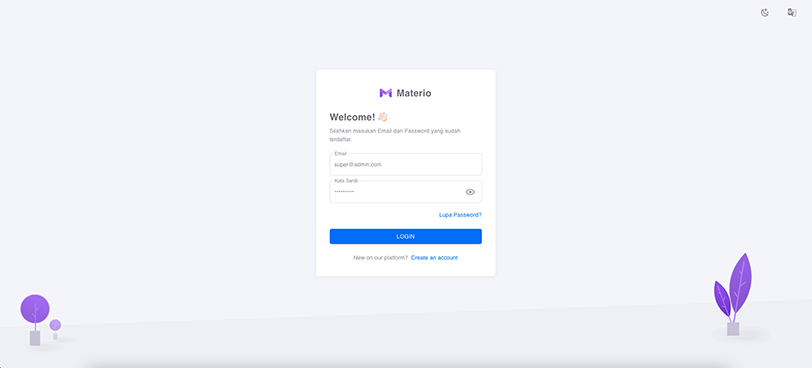 Materio
Welcome! 👋🏻
Silahkan masukan Email dan Password yang sudah
terdaftar.
Email
super@admin.com
Kata Sandi
Lupa Password?
LOGIN
New on our platform? Create an account